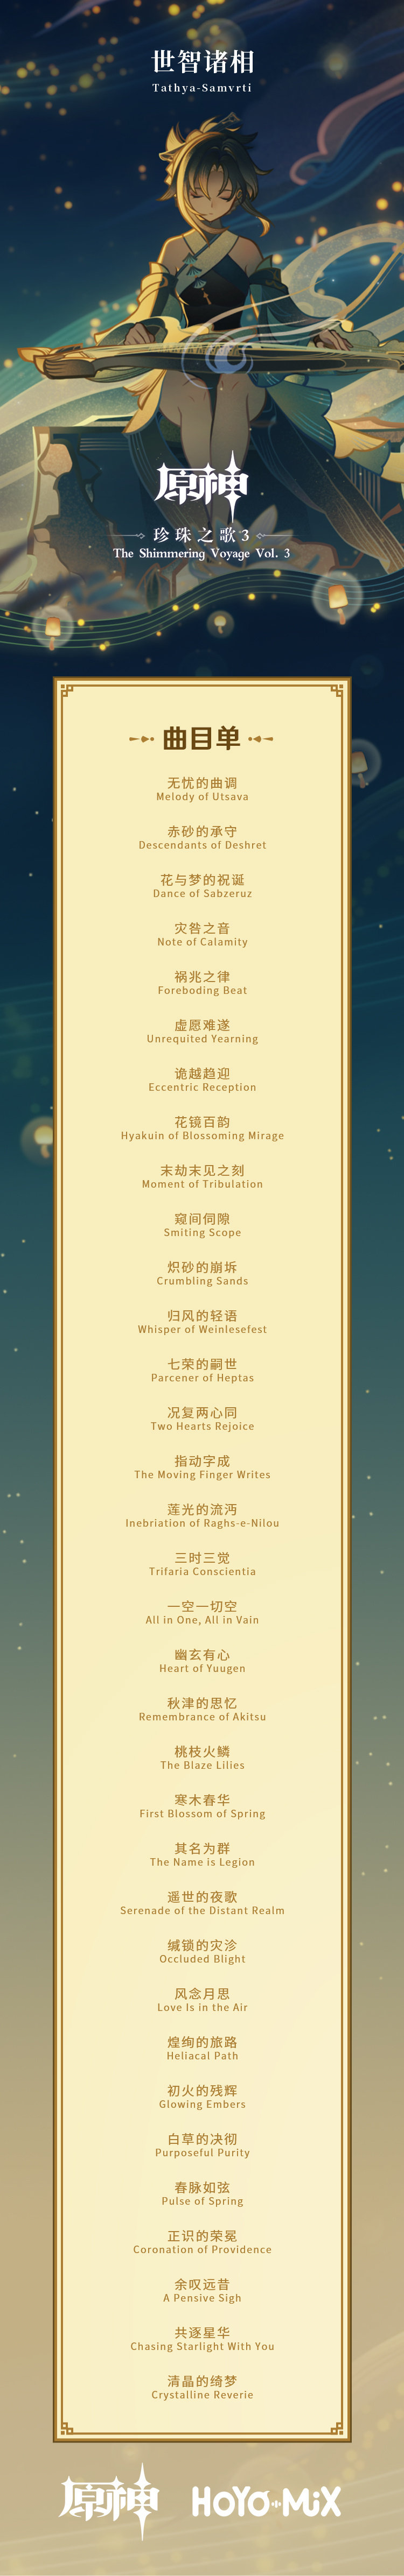 世智诸相
Tathya-Samvrti
原神
珍珠之歌3
The Shimmering Voyage Vol. 3
曲目单
无忧的曲调
Melody of Utsava
赤砂的承守
Descendants of Deshret
花与梦的祝诞
Dance of Sabzeruz
灾咎之音
Note of Calamity
祸兆之律
Foreboding Beat
虚愿难遂
Unrequited Yearning
诡越趋迎
Eccentric Reception
花镜百韵
Hyakuin of Blossoming Mirage
末劫末见之刻
Moment of Tribulation
窥间伺隙
Smiting Scope
炽砂的崩坼
Crumbling Sands
归风的轻语
Whisper of Weinlesefest
七荣的嗣世
Parcener of Heptas
况复两心同
Two Hearts Rejoice
指动字成
The Moving Finger Writes
莲光的流沔
Inebriation of Raghs-e-Nilou
三时三觉
Trifaria Conscientia
一空一切空
All in One, All in Vain
幽玄有心
Heart of Yuugen
秋津的思忆
Remembrance of Akitsu
桃枝火鳞
The Blaze Lilies
寒木春华
First Blossom of Spring
其名为群
The Name is Legion
遥世的夜歌
Serenade of the Distant Realm
缄锁的灾沴
Occluded Blight
风念月思
Love Is in the Air
煌绚的旅路
Heliacal Path
初火的残辉
Glowing Embers
白草的决彻
Purposeful Purity
春脉如弦
Pulse of Spring
正识的荣冕
Coronation of Providence
余叹远昔
A Pensive Sigh
共逐星华
Chasing Starlight With You
清晶的绮梦
Crystalline Reverie
原神
HOYO-MiX